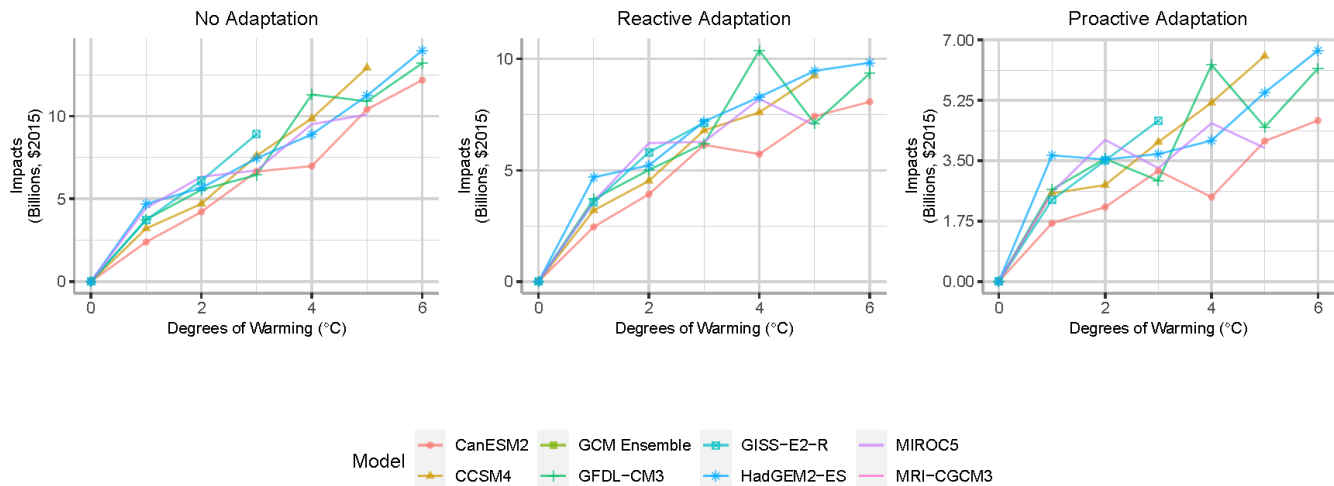 No Adaptation
Reactive Adaptation
Proactive Adaptation
Impacts
(Billions, $2015)
10
5
0
0
2
4
6
Degrees of Warming (°C)
Impacts
(Billions, $2015)
10
5
0
0
2
4
6
Degrees of Warming (°C)
Impacts
(Billions, $2015)
7.00
5.25
3.50
1.75
0.00
0
2
4
6
Degrees of Warming (°C)
Model
CanESM2
GCM Ensemble
GISS−E2−R
MIROC5
CCSM4
GFDL−CM3
HadGEM2−ES
MRI−CGCM3